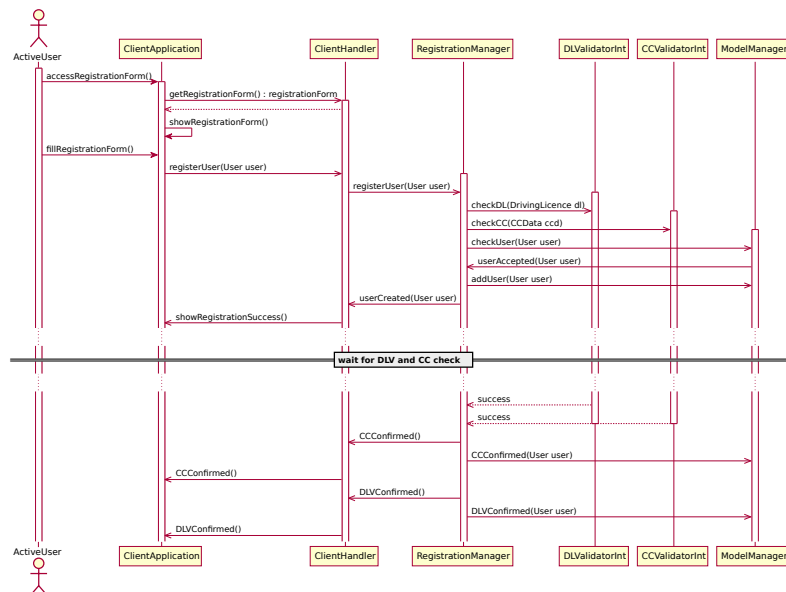 ActiveUser
ClientApplication
ClientHandler
RegistrationManager
DLValidatorInt
CCValidatorInt
ModelManager
accessRegistrationForm()
getRegistrationForm() : registrationForm
showRegistrationForm()
fillRegistrationForm()
registerUser(User user)
registerUser(User user)
checkDL(DrivingLicence dl)
checkCC(CCData ccd)
checkUser(User user)
userAccepted(User user)
addUser(User user)
userCreated(User user)
showRegistrationSuccess()
wait for DLV and CC check
success
success
CCConfirmed()
CCConfirmed(User user)
CCConfirmed()
DLVConfirmed()
DLVConfirmed(User user)
DLVConfirmed()
ActiveUser
ClientApplication
ClientHandler
RegistrationManager
DLValidatorInt
CCValidatorInt
ModelManager